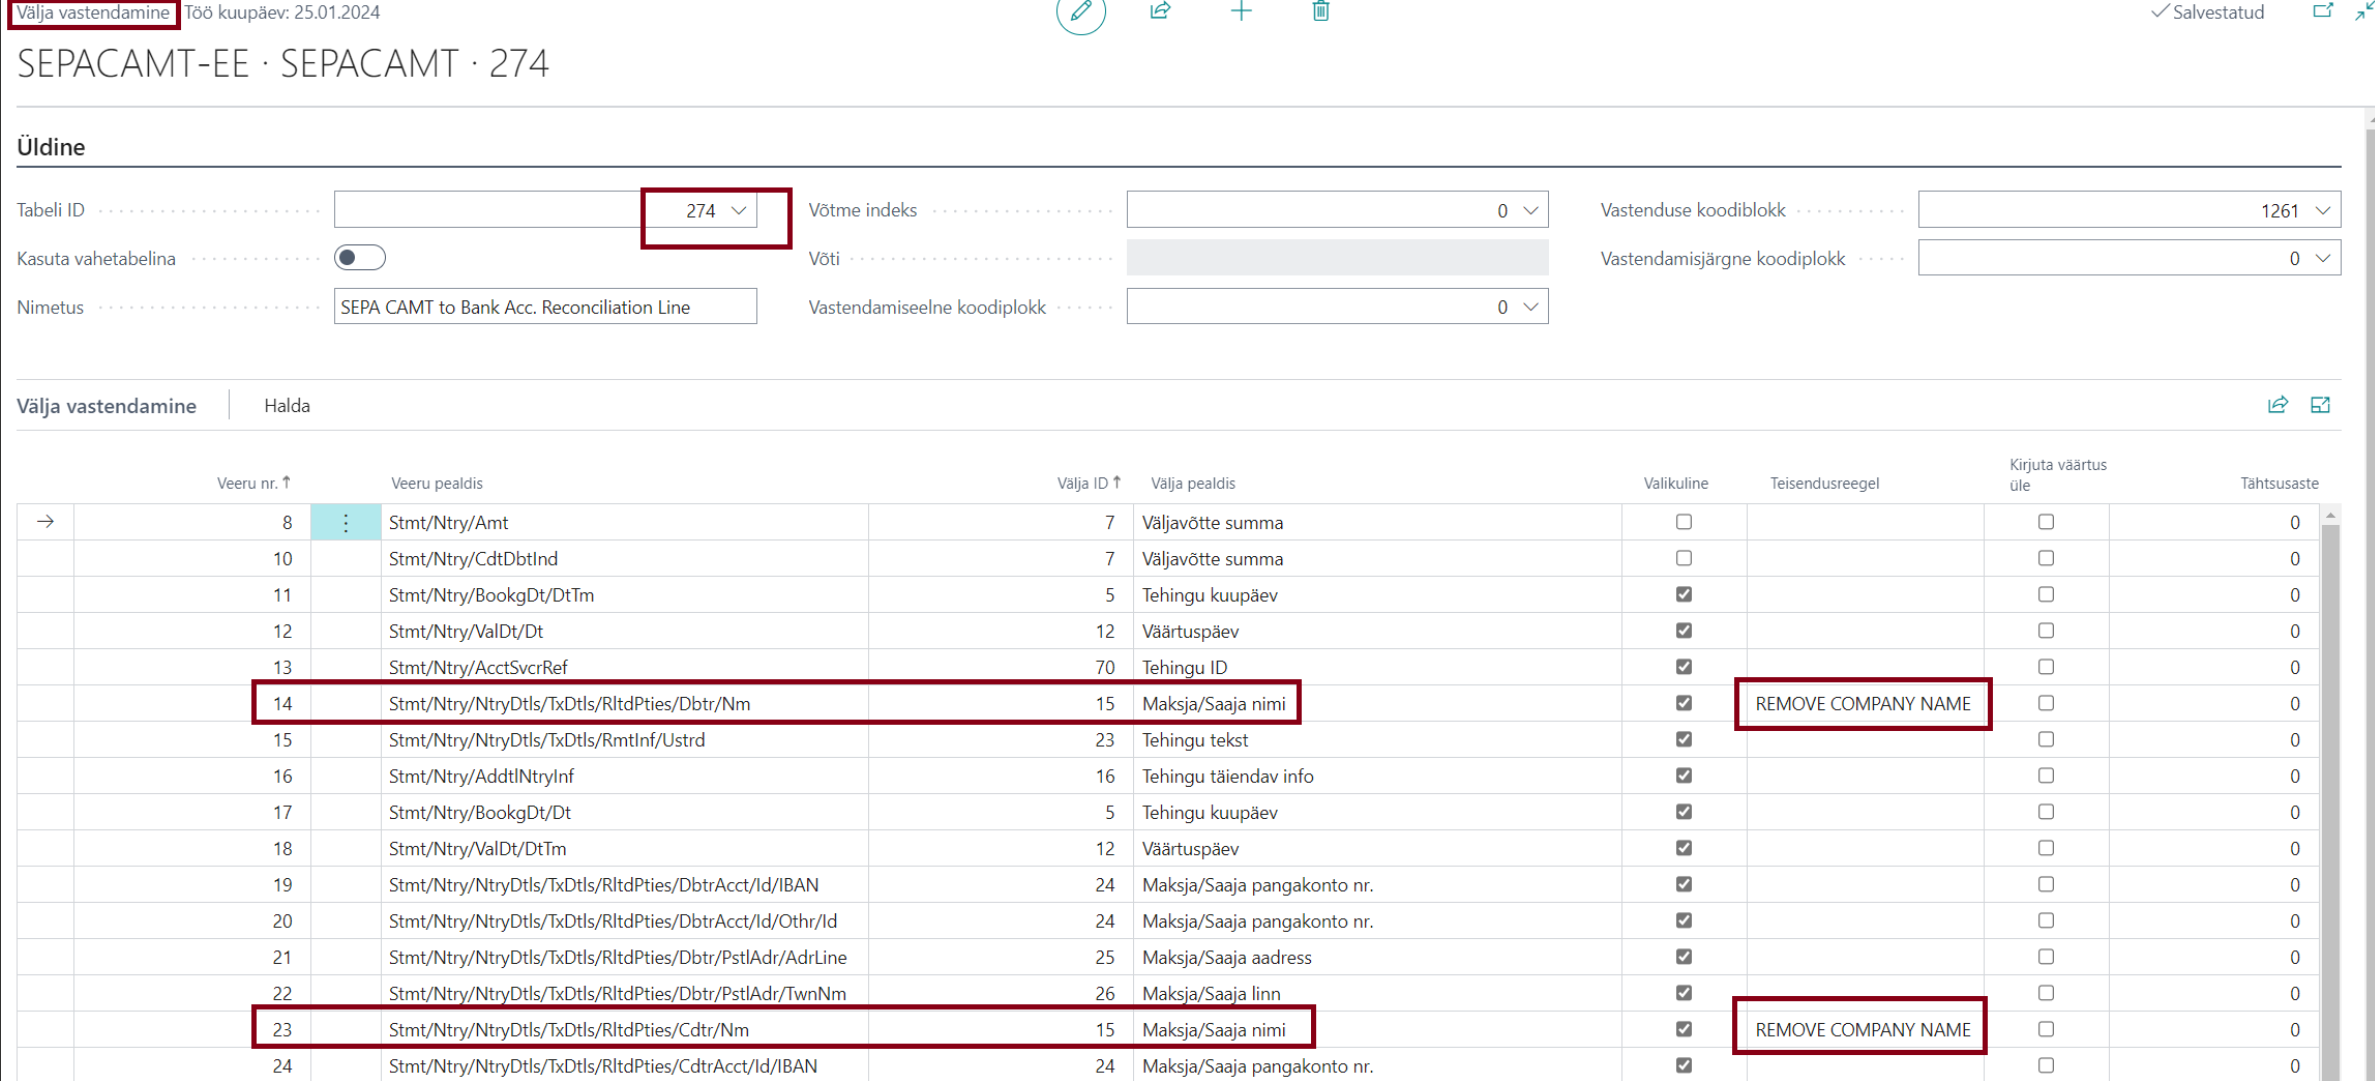 Välja vastendamine Töö kuupäev: 25.01.2024 Salvestatud
SEPACAMT-EE · SEPACAMT · 274
Üldine
Tabeli ID 274 Võtme indeks 0 Vastenduse koodiblokk 1261
Kasuta vahetabelina Võti Vastendamisjärgne koodiplokk 0
Nimetus SEPA CAMT to Bank Acc. Reconciliation Line Vastendamiseelne koodiplokk 0
Välja vastendamine Halda
Veeru nr. ↑ Veeru pealdis Välja ID ↑ Välja pealdis Valikuline Teisendusreegel Kirjuta väärtus üle Tähtsusaste
8 Stmt/Ntry/Amt 7 Väljavõtte summa 0
10 Stmt/Ntry/CdtDbtInd 7 Väljavõtte summa 0
11 Stmt/Ntry/BookgDt/DtTm 5 Tehingu kuupäev 0
12 Stmt/Ntry/ValDt/Dt 12 Väärtuspäev 0
13 Stmt/Ntry/AcctSvcrRef 70 Tehingu ID 0
14 Stmt/Ntry/NtryDtls/TxDtls/RltdPties/Dbtr/Nm 15 Maksja/Saaja nimi REMOVE COMPANY NAME 0
15 Stmt/Ntry/NtryDtls/TxDtls/RmtInf/Ustrd 23 Tehingu tekst 0
16 Stmt/Ntry/AddtlNtryInf 16 Tehingu täiendav info 0
17 Stmt/Ntry/BookgDt/Dt 5 Tehingu kuupäev 0
18 Stmt/Ntry/ValDt/DtTm 12 Väärtuspäev 0
19 Stmt/Ntry/NtryDtls/TxDtls/RltdPties/DbtrAcct/Id/IBAN 24 Maksja/Saaja pangakonto nr. 0
20 Stmt/Ntry/NtryDtls/TxDtls/RltdPties/DbtrAcct/Id/Othr/Id 24 Maksja/Saaja pangakonto nr. 0
21 Stmt/Ntry/NtryDtls/TxDtls/RltdPties/Dbtr/PstlAdr/AdrLine 25 Maksja/Saaja aadress 0
22 Stmt/Ntry/NtryDtls/TxDtls/RltdPties/Dbtr/PstlAdr/TwnNm 26 Maksja/Saaja linn 0
23 Stmt/Ntry/NtryDtls/TxDtls/RltdPties/Cdtr/Nm 15 Maksja/Saaja nimi REMOVE COMPANY NAME 0
24 Stmt/Ntry/NtryDtls/TxDtls/RltdPties/CdtrAcct/Id/IBAN 24 Maksja/Saaja pangakonto nr. 0